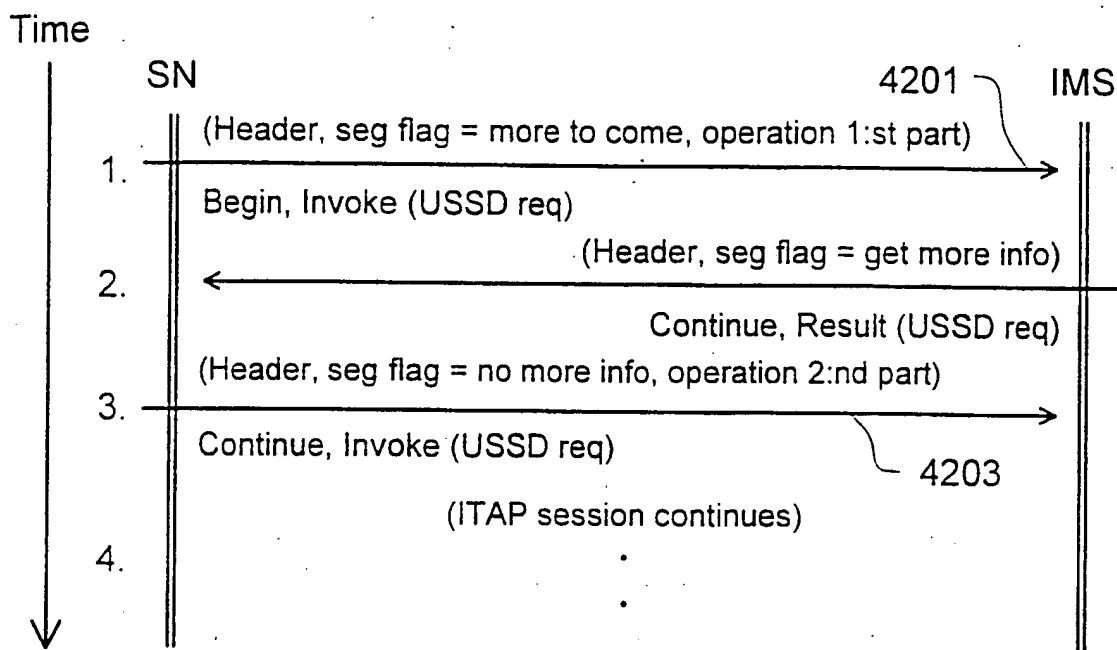 Time
SN
4201
IMS
(Header, seg flag = more to come, operation 1:st part)
1.
Begin, Invoke (USSD req)
(Header, seg flag = get more info)
2.
Continue, Result (USSD req)
(Header, seg flag = no more info, operation 2:nd part)
3.
Continue, Invoke (USSD req)
4203
(ITAP session continues)
4.